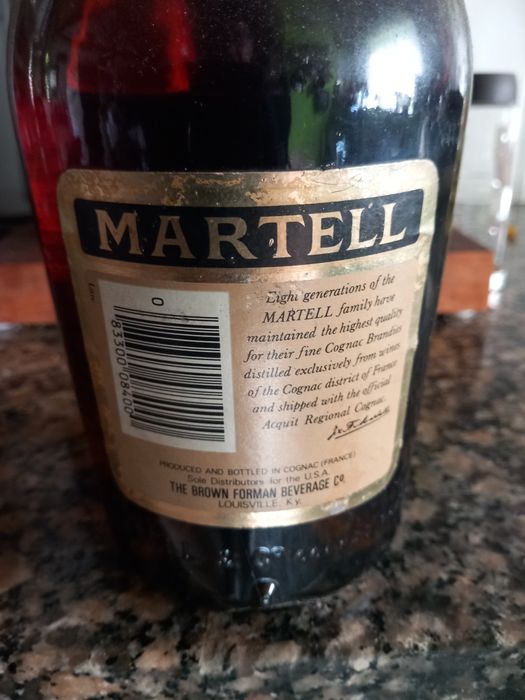 MARTELL
Eight generations of the
MARTELL family have
maintained the highest quality
for their fine Cognac Brandies
distilled exclusively from wines
of the Cognac district of France
and shipped with the official
Acquit Regional Cognac.
0
83300 08400
PRODUCED AND BOTTLED IN COGNAC (FRANCE)
Sole Distributors for the U.S.A.
THE BROWN FORMAN BEVERAGE Co.
LOUISVILLE, Ky.